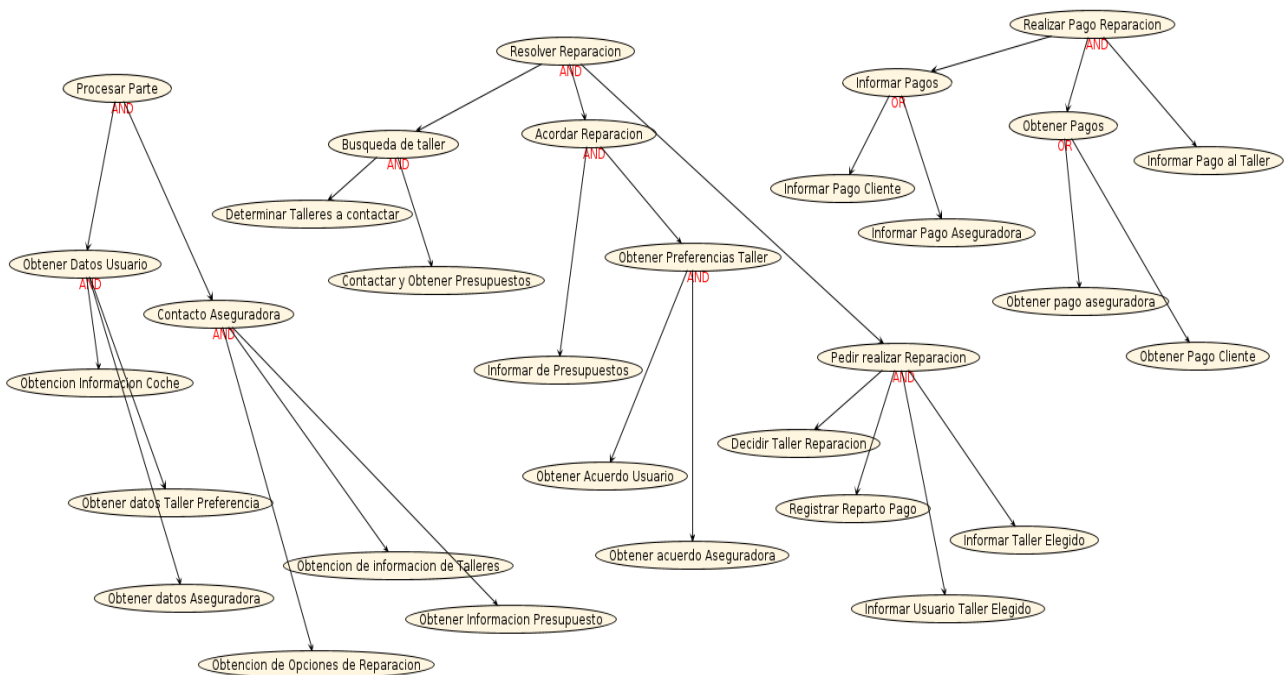 Realizar Pago Reparacion
AND
Resolver Reparacion
AND
Informar Pagos
OR
Procesar Parte
AND
Obtener Pagos
OR
Acordar Reparacion
AND
Busqueda de taller
AND
Informar Pago al Taller
Informar Pago Cliente
Determinar Talleres a contactar
Informar Pago Aseguradora
Obtener Preferencias Taller
AND
Obtener Datos Usuario
AND
Contactar y Obtener Presupuestos
Obtener pago aseguradora
Contacto Aseguradora
AND
Obtener Pago Cliente
Pedir realizar Reparacion
AND
Informar de Presupuestos
Obtencion Informacion Coche
Decidir Taller Reparacion
Obtener Acuerdo Usuario
Obtener datos Taller Preferencia
Registrar Reparto Pago
Informar Taller Elegido
Obtener acuerdo Aseguradora
Obtencion de informacion de Talleres
Obtener datos Aseguradora
Informar Usuario Taller Elegido
Obtener Informacion Presupuesto
Obtencion de Opciones de Reparacion